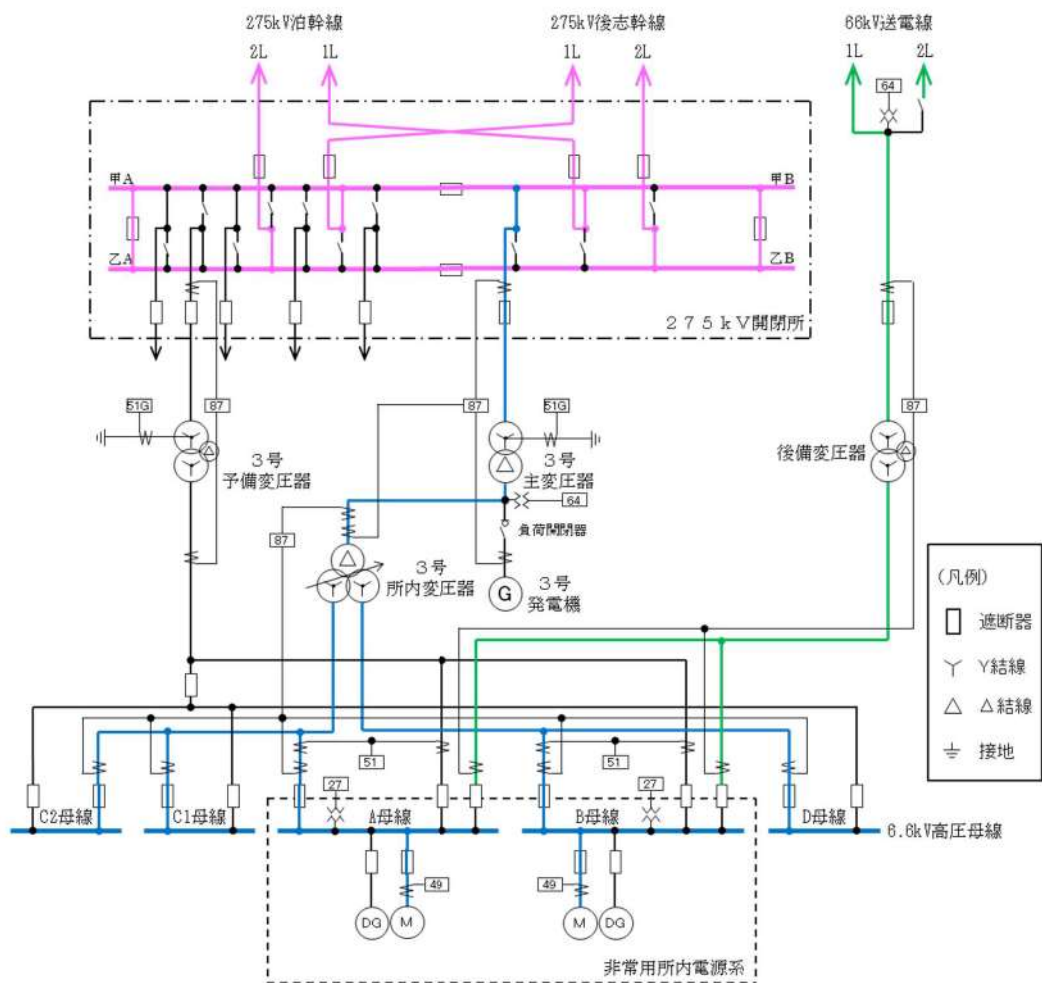 275kV泊幹線 275kV後志幹線 66kV送電線
2L 1L 1L 2L 1L 2L
64
甲A 甲B
乙A 乙B
275kV開閉所
51G 87 87 51G 87
3号
予備変圧器
3号
主変圧器
後備変圧器
64
87
負荷開閉器
3号
所内変圧器
G
3号
発電機
(凡例)
遮断器
Y結線
△結線
接地
51 51
27 27
C2母線 C1母線 A母線 B母線 D母線
6.6kV高圧母線
49 49
DG M M DG
非常用所内電源系